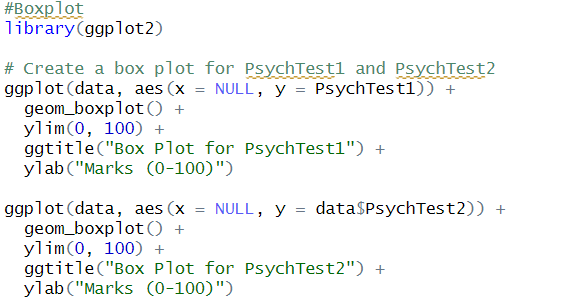 #Boxplot
library(ggplot2)
# Create a box plot for PsychTest1 and PsychTest2
ggplot(data, aes(x = NULL, y = PsychTest1)) +
  geom_boxplot() +
  ylim(0, 100) +
  ggtitle("Box Plot for PsychTest1") +
  ylab("Marks (0-100)")
ggplot(data, aes(x = NULL, y = data$PsychTest2)) +
  geom_boxplot() +
  ylim(0, 100) +
  ggtitle("Box Plot for PsychTest2") +
  ylab("Marks (0-100)")